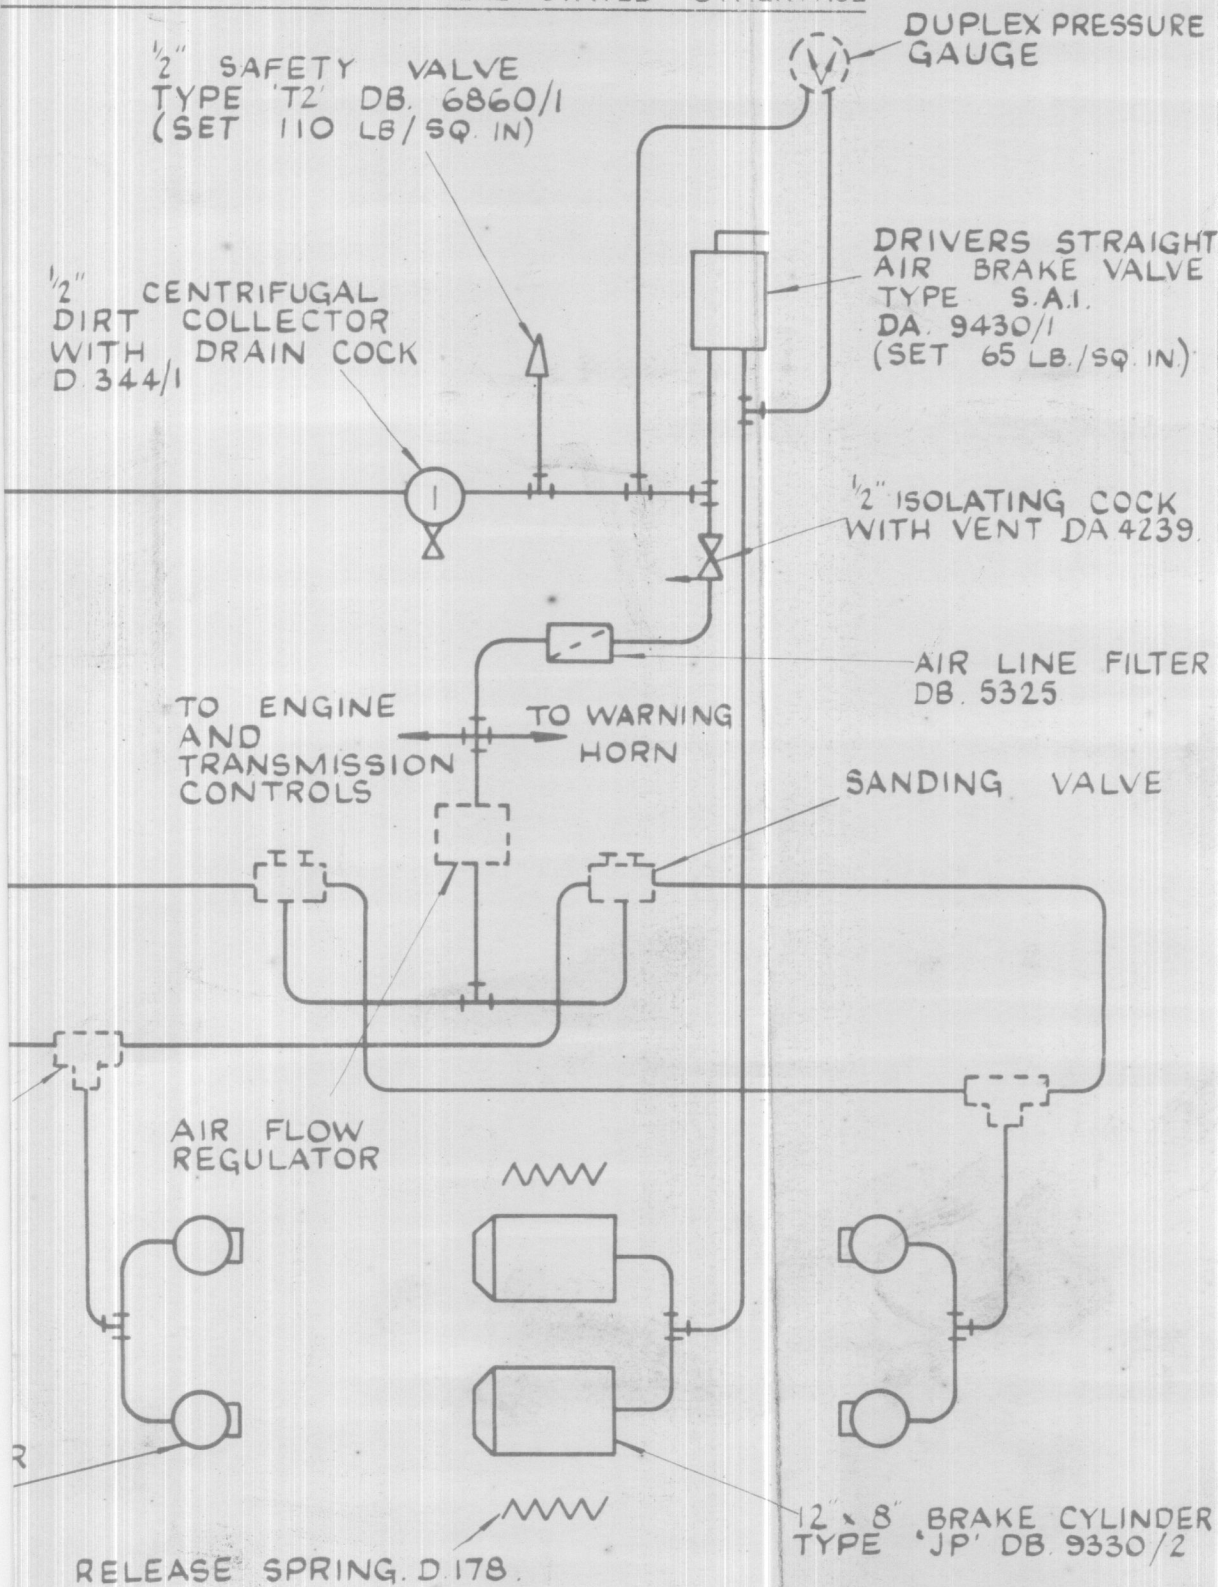 DUPLEX PRESSURE
GAUGE
1/2" SAFETY VALVE
TYPE 'T2' DB. 6860/1
(SET 110 LB/SQ. IN)
DRIVERS STRAIGHT
AIR BRAKE VALVE
TYPE S.A.1.
DA. 9430/1
(SET 65 LB./SQ. IN.)
1/2" CENTRIFUGAL
DIRT COLLECTOR
WITH DRAIN COCK
D.344/1
1/2" ISOLATING COCK
WITH VENT DA 4239.
AIR LINE FILTER
DB. 5325
TO ENGINE
AND
TRANSMISSION
CONTROLS
TO WARNING
HORN
SANDING VALVE
AIR FLOW
REGULATOR
R
12" x 8" BRAKE CYLINDER
TYPE 'JP' DB. 9330/2
RELEASE SPRING. D.178.